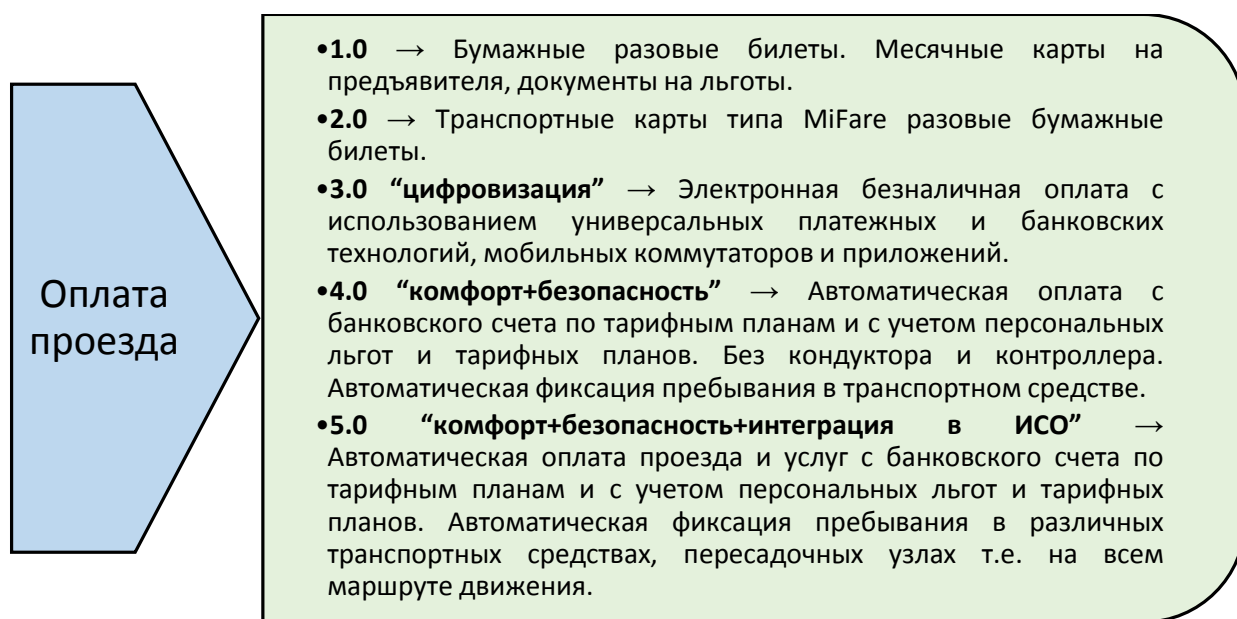 Оплата
проезда
•1.0 → Бумажные разовые билеты. Месячные карты на
предъявителя, документы на льготы.
•2.0 → Транспортные карты типа MiFare разовые бумажные
билеты.
•3.0 “цифровизация” → Электронная безналичная оплата с
использованием универсальных платежных и банковских
технологий, мобильных коммутаторов и приложений.
•4.0 “комфорт+безопасность” → Автоматическая оплата с
банковского счета по тарифным планам и с учетом персональных
льгот и тарифных планов. Без кондуктора и контроллера.
Автоматическая фиксация пребывания в транспортном средстве.
•5.0 “комфорт+безопасность+интеграция в ИСО” →
Автоматическая оплата проезда и услуг с банковского счета по
тарифным планам и с учетом персональных льгот и тарифных
планов. Автоматическая фиксация пребывания в различных
транспортных средствах, пересадочных узлах т.е. на всем
маршруте движения.